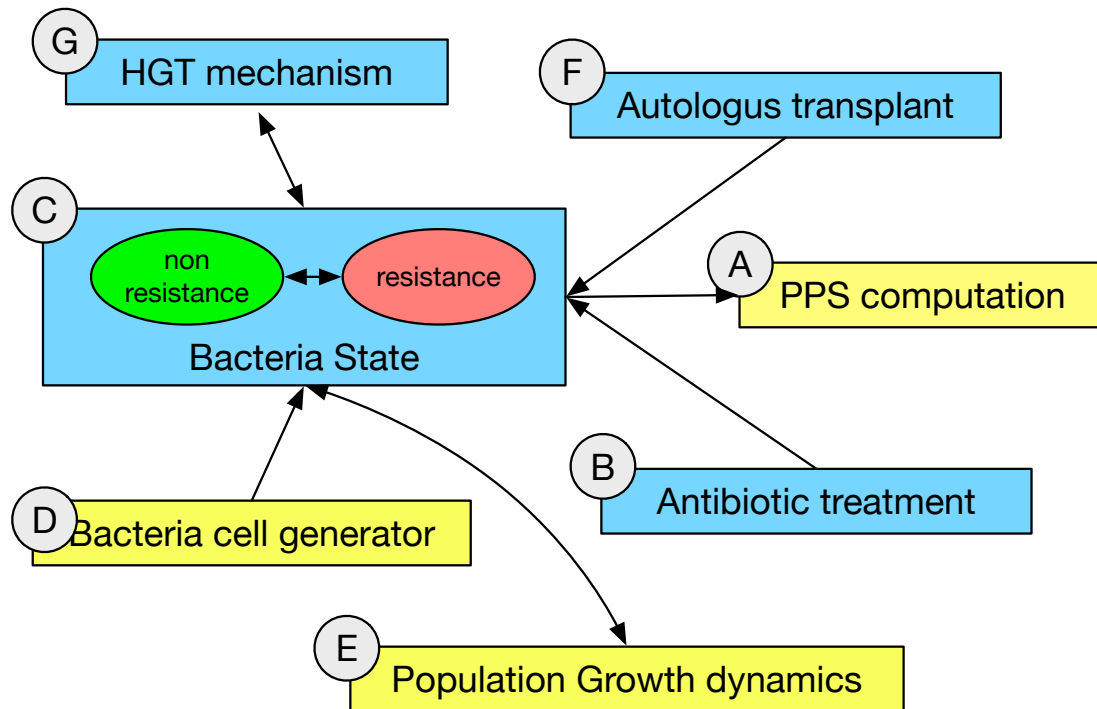 G
HGT mechanism
F
Autologus transplant
C
non
resistance
resistance
Bacteria State
A
PPS computation
B
Antibiotic treatment
D
Bacteria cell generator
E
Population Growth dynamics